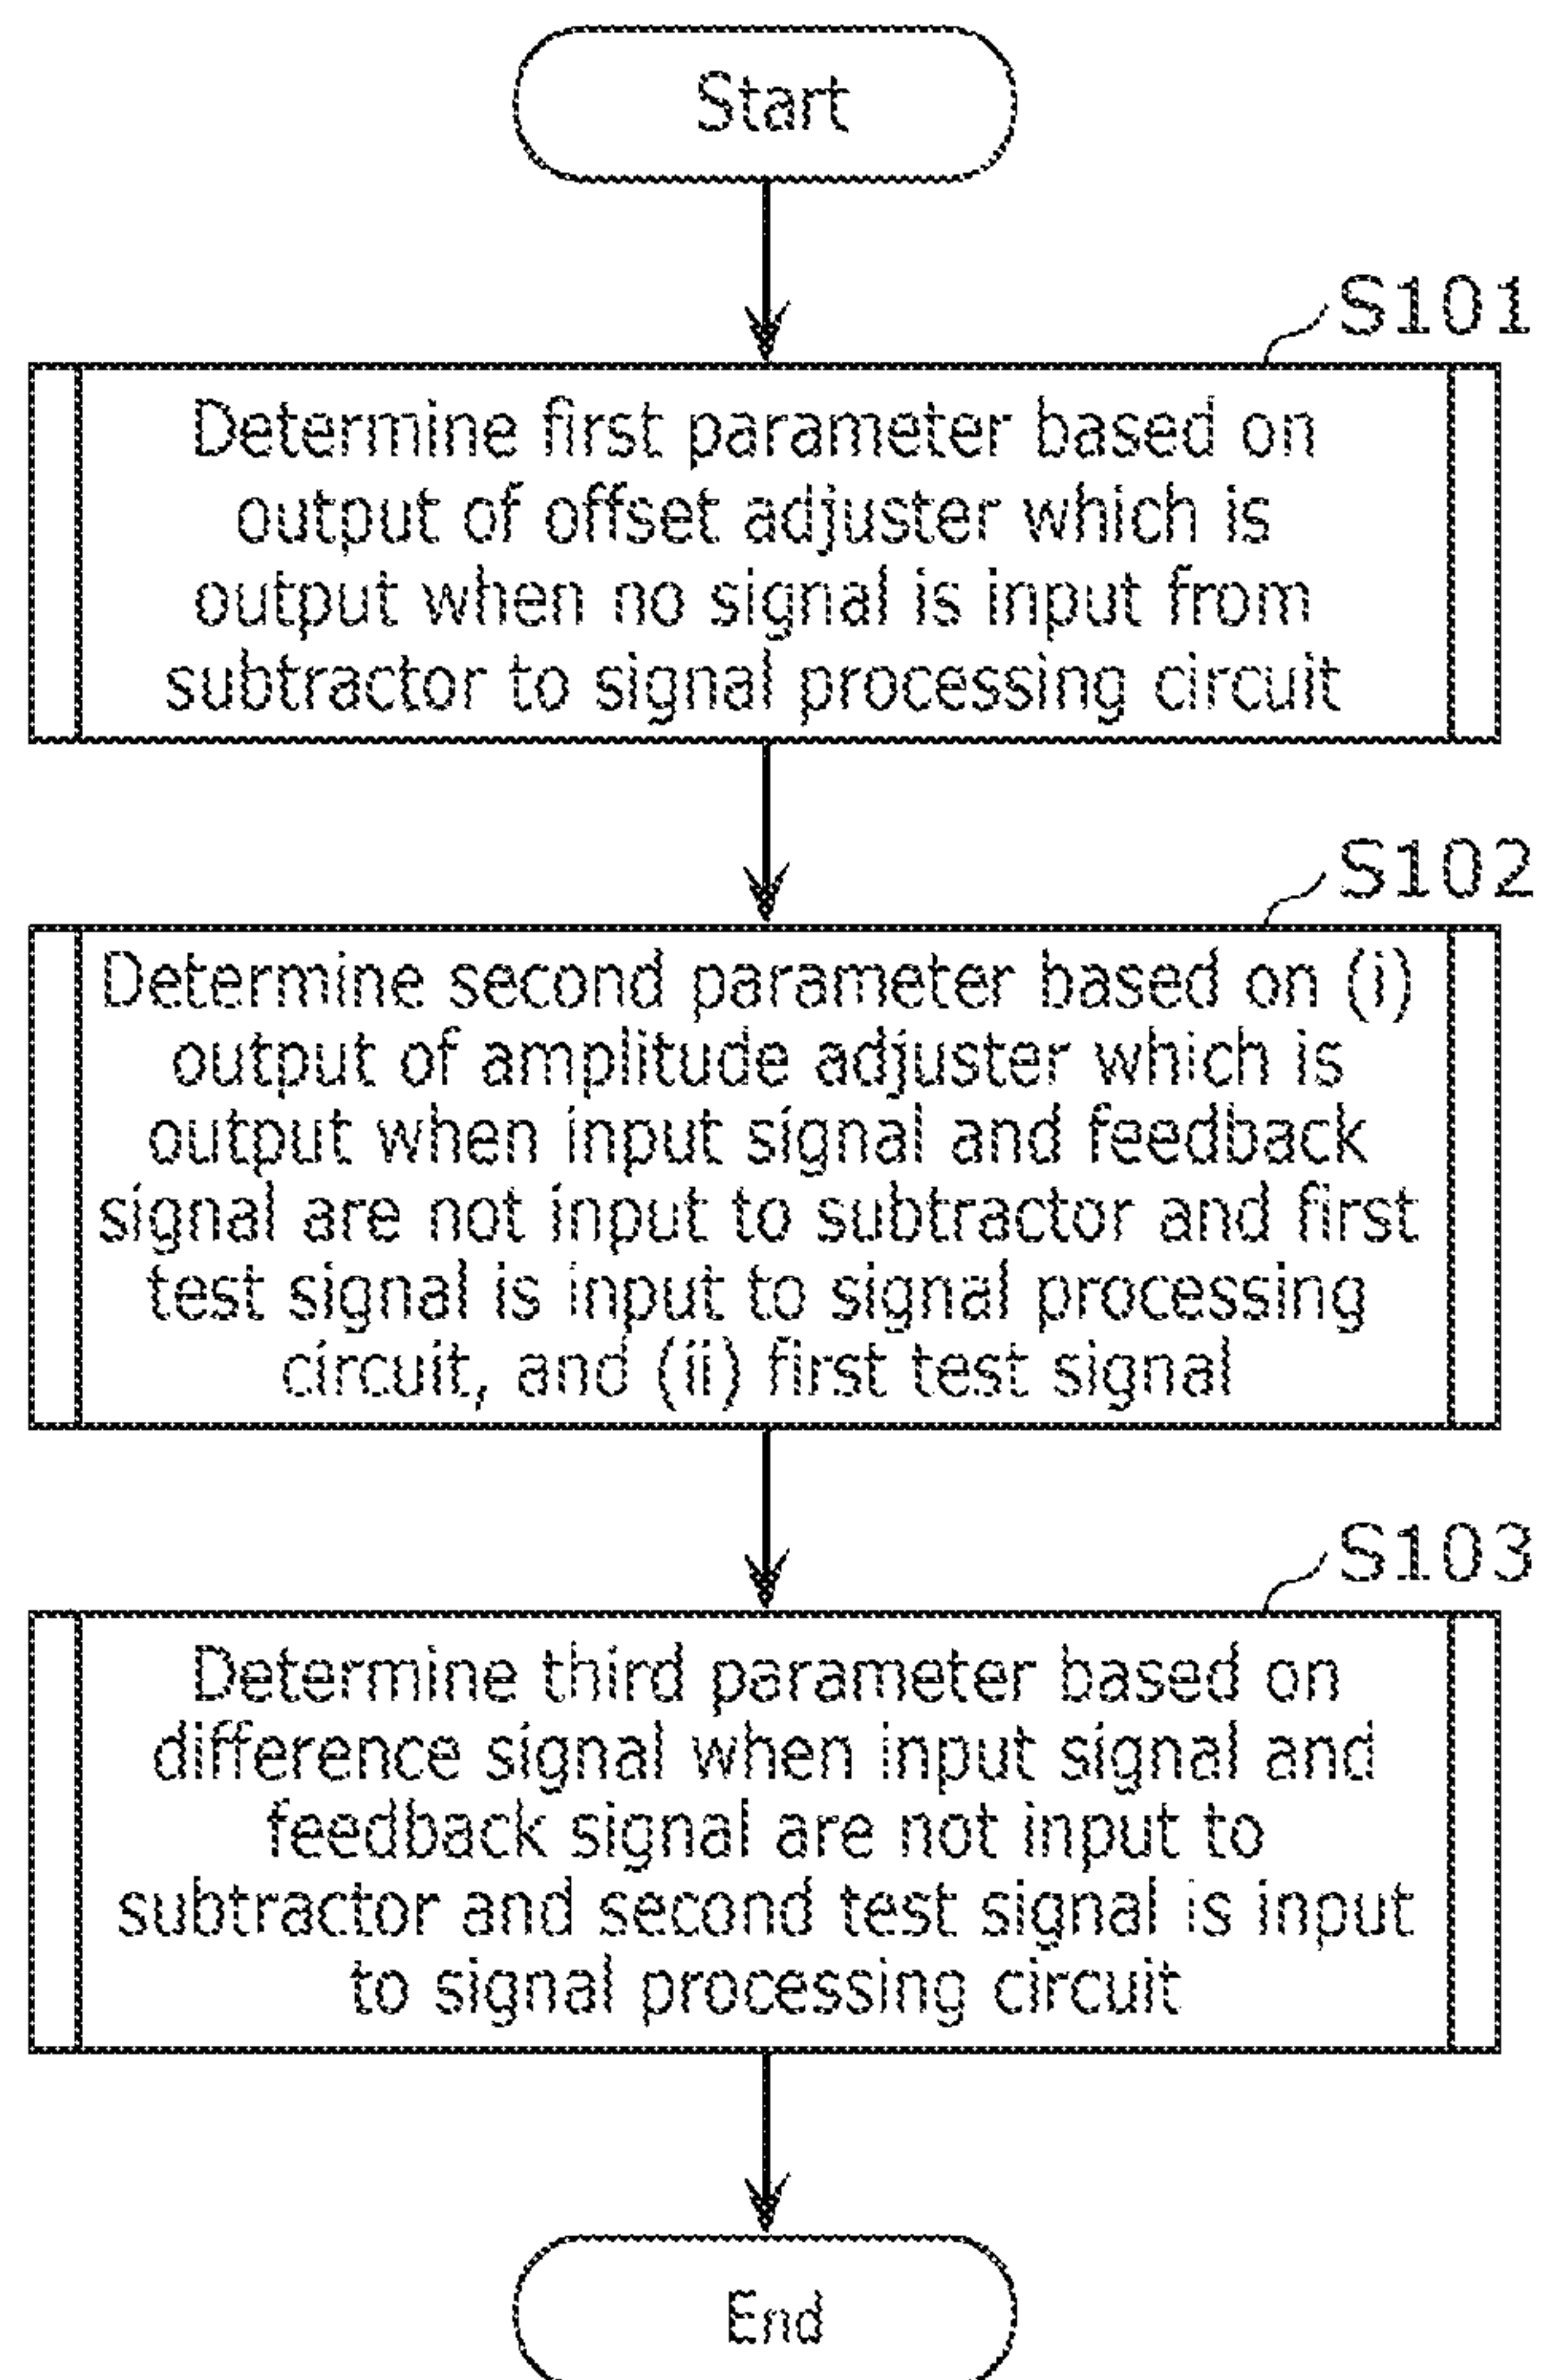 Start
S101
Determine first parameter based on
output of offset adjuster which is
output when no signal is input from
subtractor to signal processing circuit
S102
Determine second parameter based on (i)
output of amplitude adjuster which is
output when input signal and feedback
signal are not input to subtractor and first
test signal is input to signal processing
circuit, and (ii) first test signal
S103
Determine third parameter based on
difference signal when input signal and
feedback signal are not input to
subtractor and second test signal is input
to signal processing circuit
End